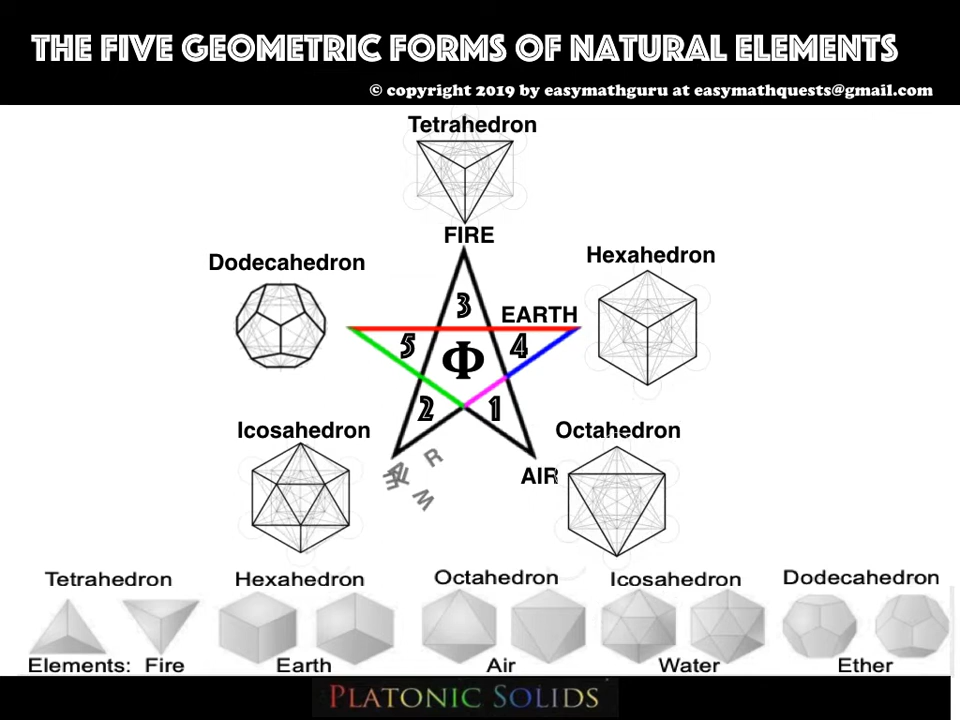 THE FIVE GEOMETRIC FORMS OF NATURAL ELEMENTS
© copyright 2019 by easymathguru at easymathquests@gmail.com
Tetrahedron
FIRE
Dodecahedron
Hexahedron
3
EARTH
5
Φ
4
2
1
Icosahedron
Octahedron
R
W
AIR
Tetrahedron Hexahedron Octahedron Icosahedron Dodecahedron
Elements: Fire Earth Air Water Ether
PLATONIC SOLIDS